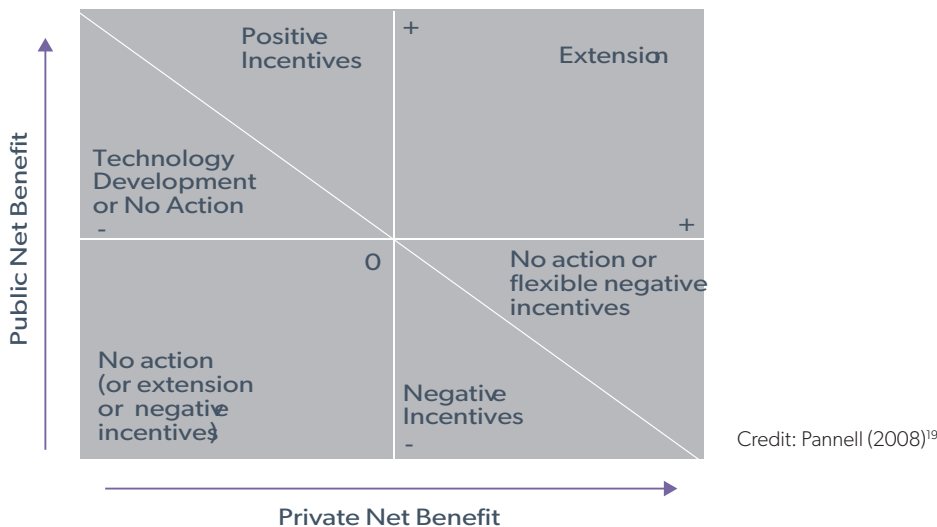 Positive
Incentives
+
Extension
Technology
Development
or No Action
-
+
0
No action or
flexible negative
incentives
No action
(or extension
or negative
incentives)
Negative
Incentives
-
Public Net Benefit
Private Net Benefit
Credit: Pannell (2008)19